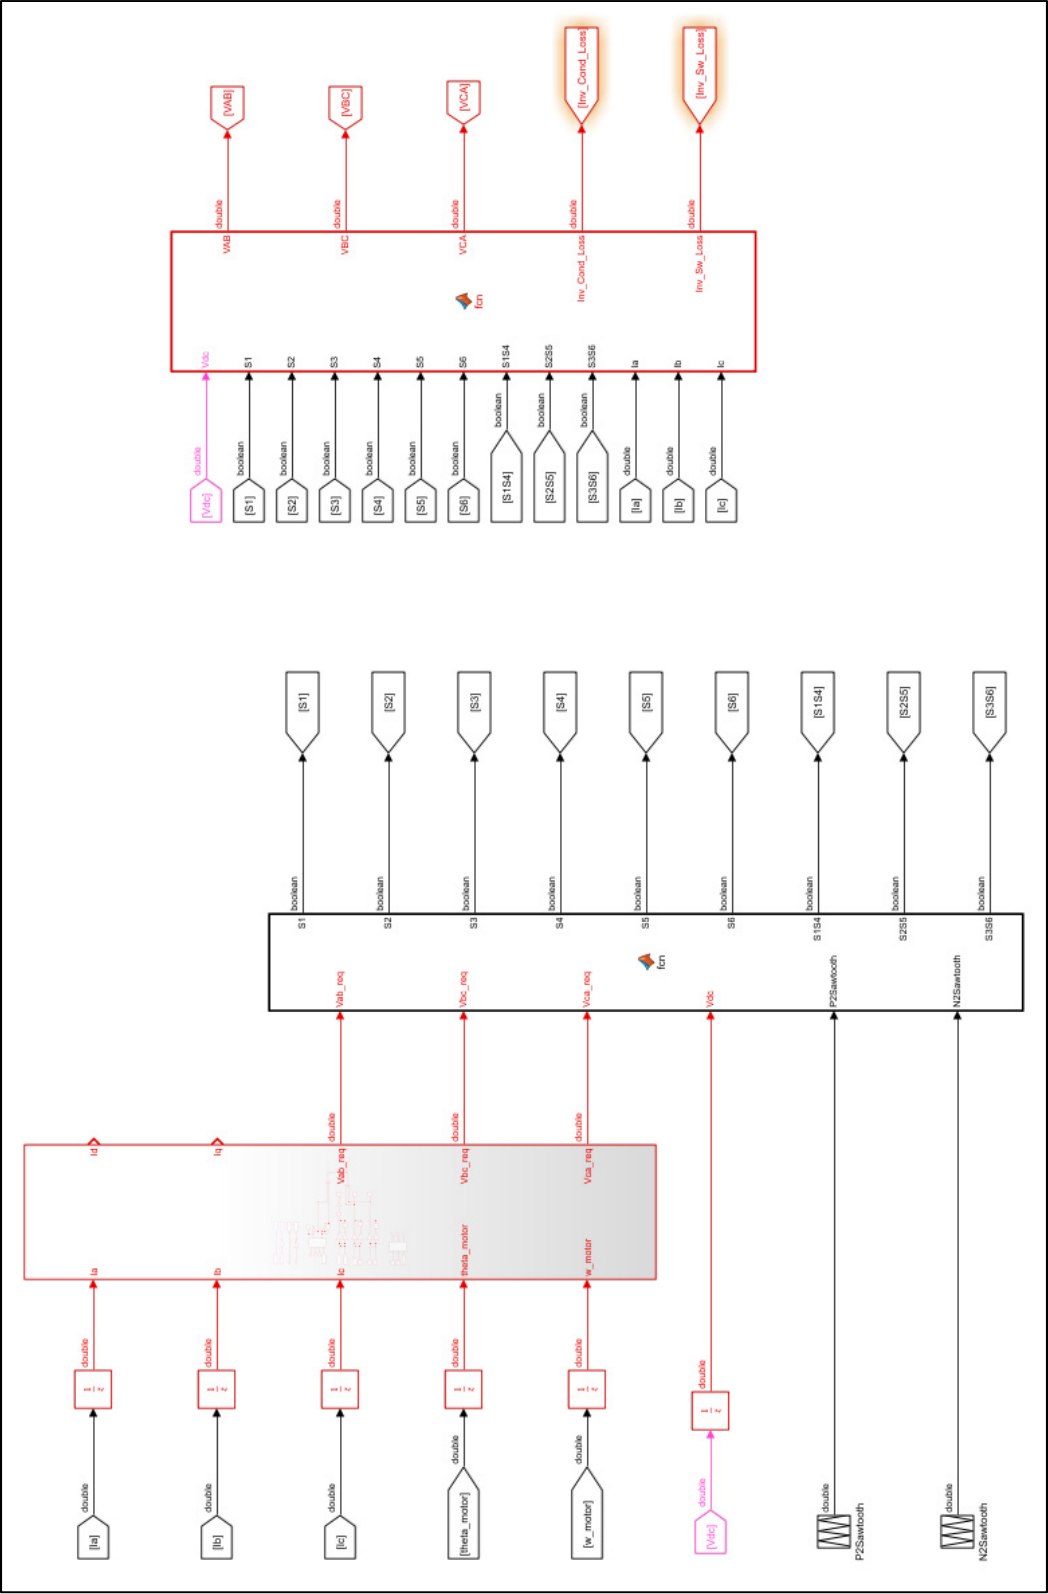 [Ia]
double
double
Ia
Id
[Ib]
double
double
Ib
Iq
[Ic]
double
double
Ic
Vab_req
double
Vab_req
[theta_motor]
double
double
theta_motor
Vbc_req
double
Vbc_req
[w_motor]
double
double
w_motor
Vca_req
double
Vca_req
[Vdc]
double
double
Vdc
P2Sawtooth
double
P2Sawtooth
N2Sawtooth
double
N2Sawtooth
fcn
S1
boolean
[S1]
S2
boolean
[S2]
S3
boolean
[S3]
S4
boolean
[S4]
S5
boolean
[S5]
S6
boolean
[S6]
S1S4
boolean
[S1S4]
S2S5
boolean
[S2S5]
S3S6
boolean
[S3S6]
[Vdc]
double
Vdc
[S1]
boolean
S1
[S2]
boolean
S2
[S3]
boolean
S3
[S4]
boolean
S4
[S5]
boolean
S5
[S6]
boolean
S6
[S1S4]
boolean
S1S4
[S2S5]
boolean
S2S5
[S3S6]
boolean
S3S6
[Ia]
double
Ia
[Ib]
double
Ib
[Ic]
double
Ic
fcn
VAB
double
[VAB]
VBC
double
[VBC]
VCA
double
[VCA]
Inv_Cond_Loss
double
[Inv_Cond_Loss]
Inv_Sw_Loss
double
[Inv_Sw_Loss]